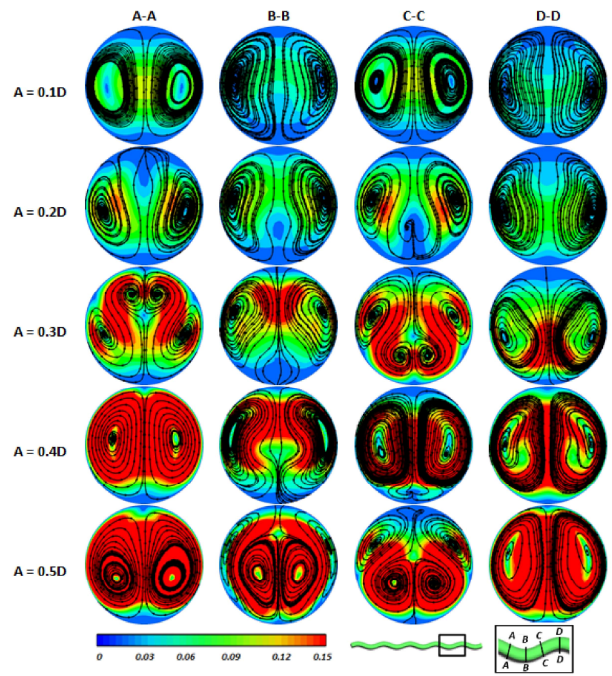 A-A B-B C-C D-D
A = 0.1D
A = 0.2D
A = 0.3D
A = 0.4D
A = 0.5D
0 0.03 0.06 0.09 0.12 0.15
A B C D
A B C D